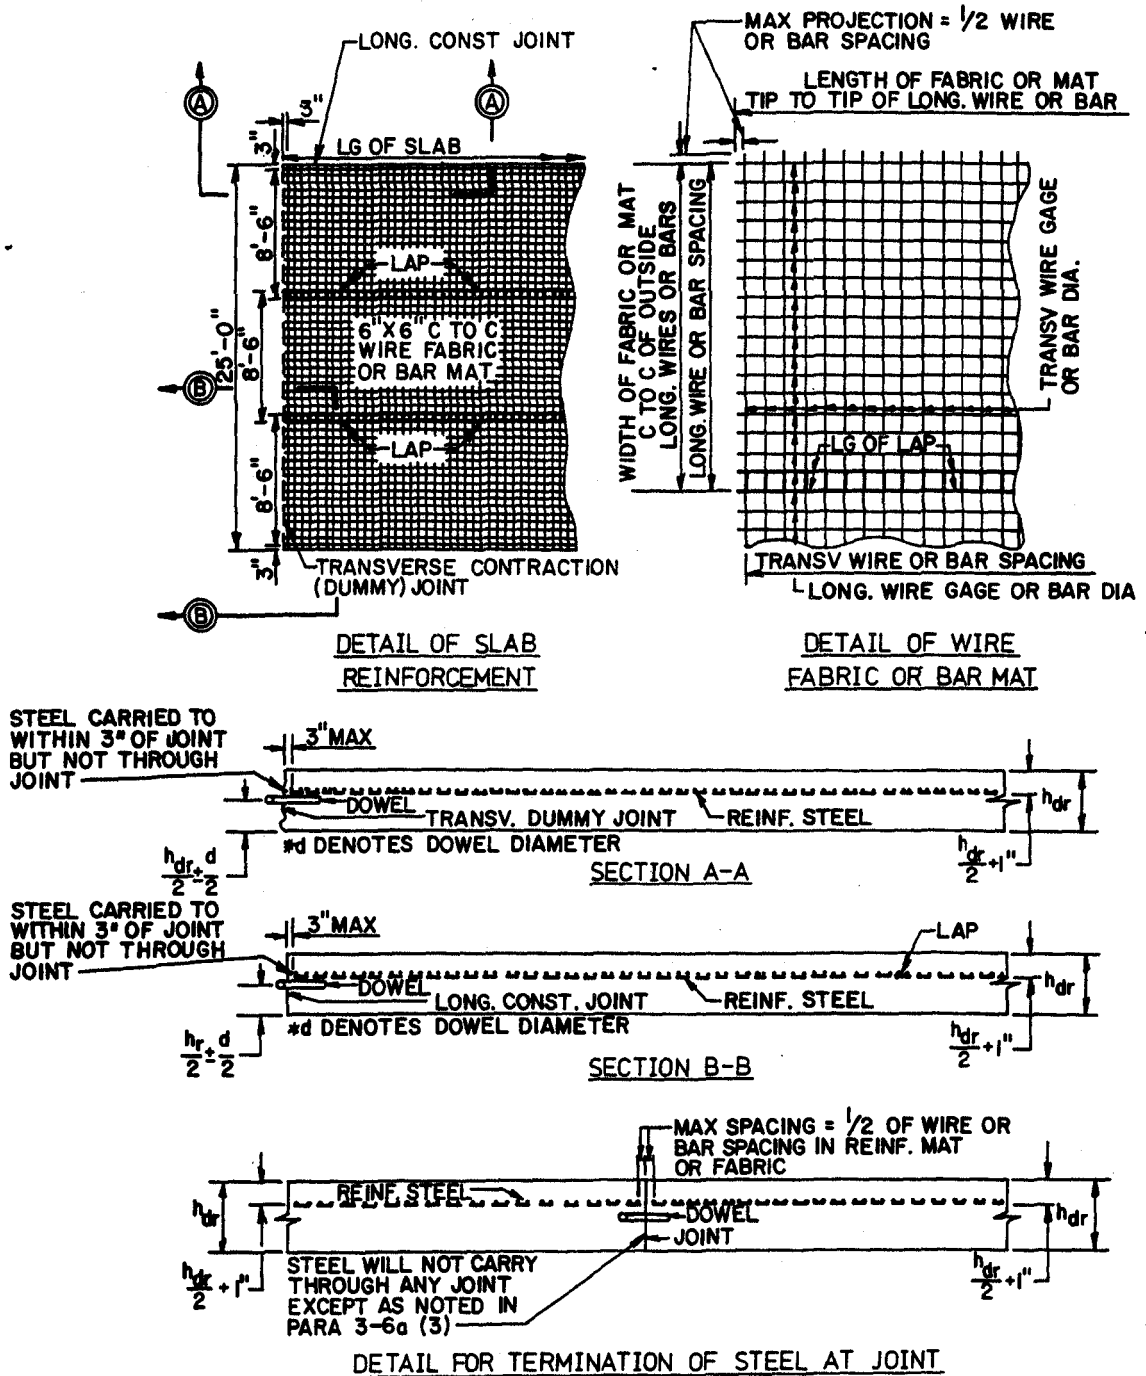 LONG. CONST JOINT
MAX PROJECTION = 1/2 WIRE
OR BAR SPACING
LENGTH OF FABRIC OR MAT
TIP TO TIP OF LONG. WIRE OR BAR
A
A
3"
3"
LG OF SLAB
8'-6"
LAP
6"X6" C TO C
WIRE FABRIC
OR BAR MAT
125'-0"
8'-6"
B
LAP
8'-6"
3"
TRANSVERSE CONTRACTION
(DUMMY) JOINT
B
DETAIL OF SLAB
REINFORCEMENT
WIDTH OF FABRIC OR MAT
C TO C OF OUTSIDE
LONG. WIRES OR BARS
LONG. WIRE OR BAR SPACING
TRANSV WIRE GAGE
OR BAR DIA.
LG OF LAP
TRANSV WIRE OR BAR SPACING
LONG. WIRE GAGE OR BAR DIA
DETAIL OF WIRE
FABRIC OR BAR MAT
STEEL CARRIED TO
WITHIN 3" OF JOINT
BUT NOT THROUGH
JOINT
3" MAX
DOWEL
TRANSV. DUMMY JOINT
REINF. STEEL
*d DENOTES DOWEL DIAMETER
hdr/2 ± d/2
hdr
hdr/2 +1"
SECTION A-A
STEEL CARRIED TO
WITHIN 3" OF JOINT
BUT NOT THROUGH
JOINT
3" MAX
LAP
DOWEL
LONG. CONST. JOINT
REINF. STEEL
*d DENOTES DOWEL DIAMETER
hr/2 ± d/2
hdr
hdr/2 +1"
SECTION B-B
MAX SPACING = 1/2 OF WIRE OR
BAR SPACING IN REINF. MAT
OR FABRIC
REINF. STEEL
hdr
DOWEL
JOINT
hdr
hdr/2 + 1"
STEEL WILL NOT CARRY
THROUGH ANY JOINT
EXCEPT AS NOTED IN
PARA 3-6a (3)
hdr/2 +1"
DETAIL FOR TERMINATION OF STEEL AT JOINT